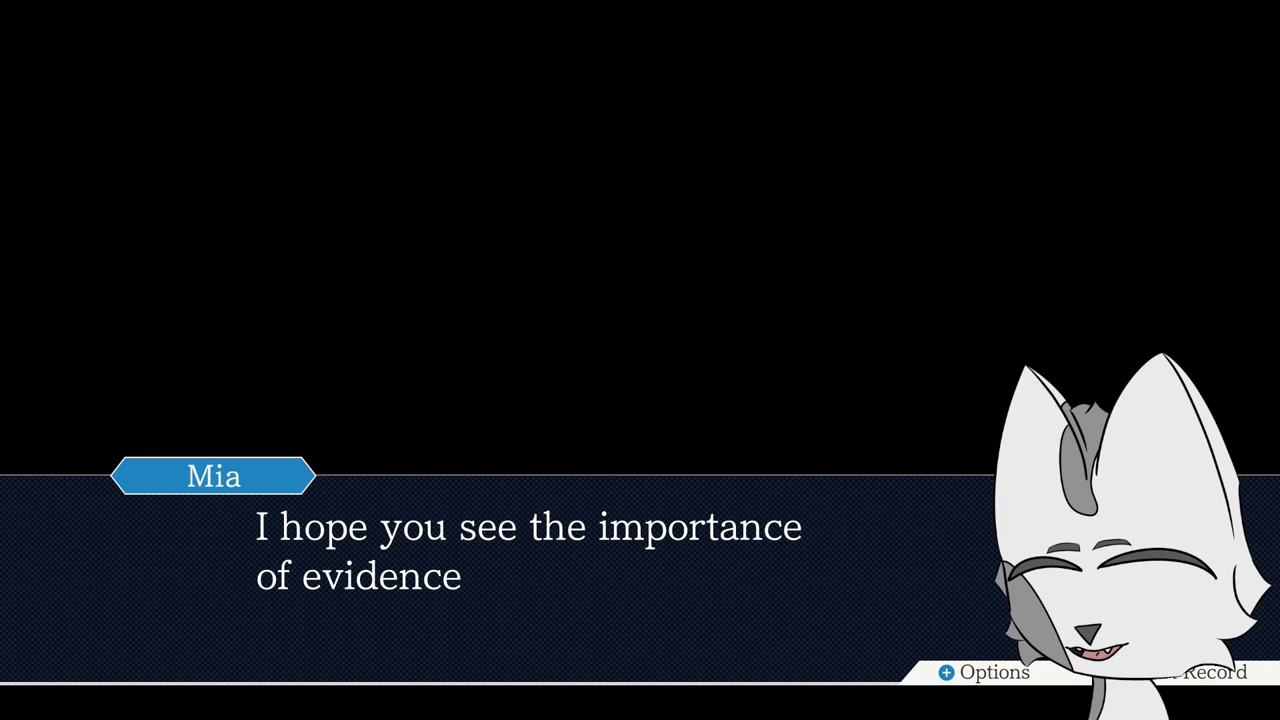 Mia
I hope you see the importance
of evidence
Options
Record